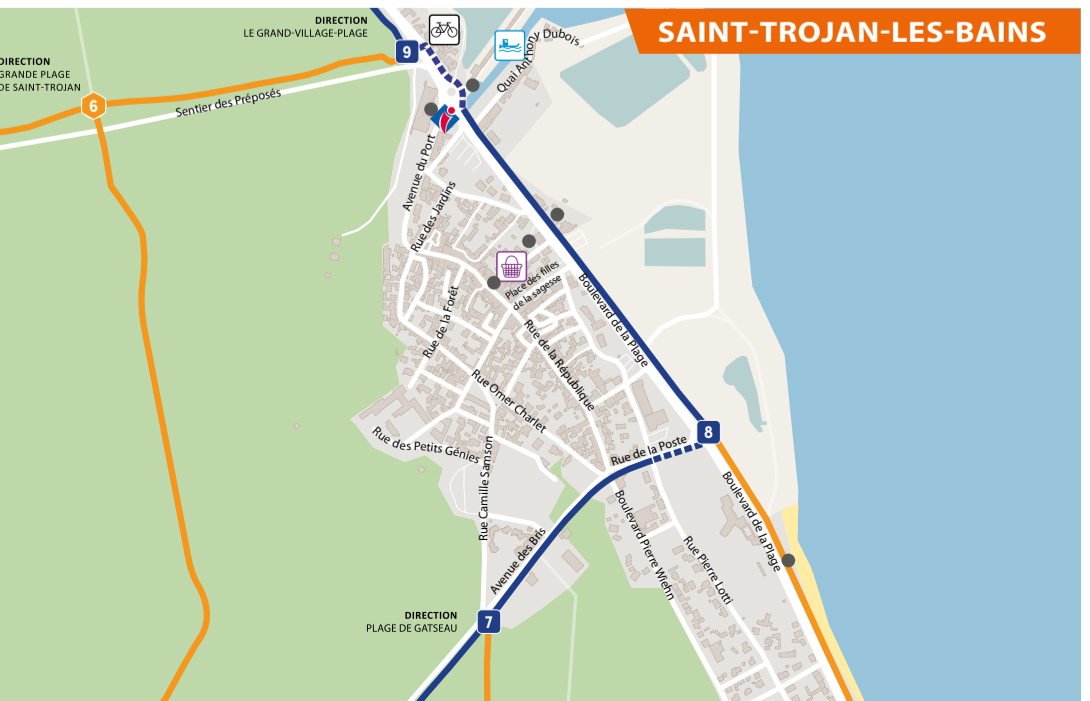 SAINT-TROJAN-LES-BAINS
DIRECTION
LE GRAND-VILLAGE-PLAGE
9
DIRECTION
GRANDE PLAGE
DE SAINT-TROJAN
6
Sentier des Préposés
Quai Anthony Dubois
Avenue du Port
Rue des Jardins
Place des filles
de la sagesse
Boulevard de la Plage
Rue de la Forêt
Rue de la République
Rue Omer Charlet
Rue des Petits Génies
Rue Camille Samson
Rue de la Poste
8
Boulevard de la Plage
Boulevard Pierre Wiehn
Rue Pierre Lotti
Avenue des Bris
DIRECTION
PLAGE DE GATSEAU
7